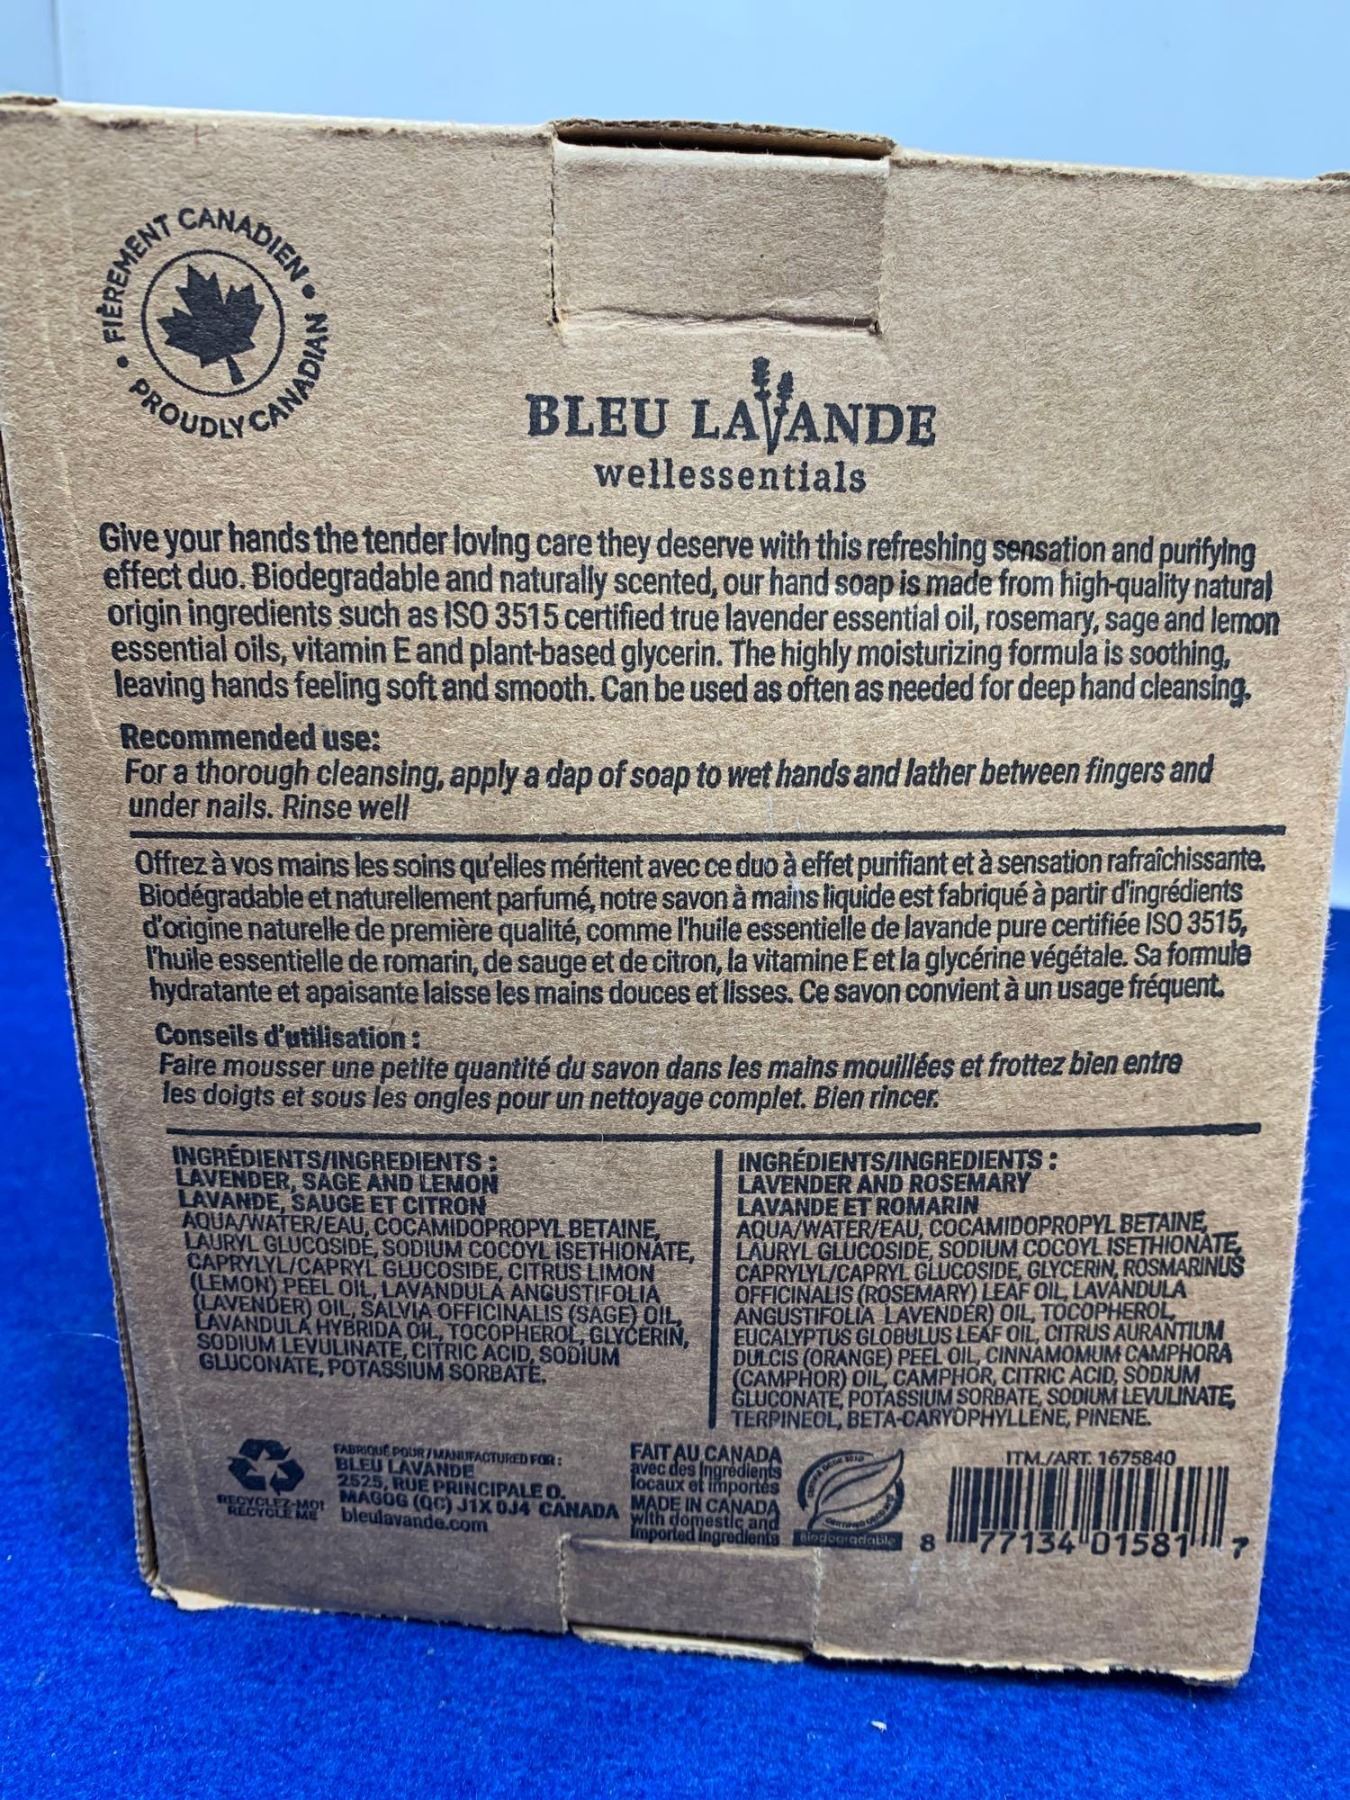 FIÈREMENT CANADIEN
PROUDLY CANADIAN
BLEU LAVANDE
wellessentials
Give your hands the tender loving care they deserve with this refreshing sensation and purifying
effect duo. Biodegradable and naturally scented, our hand soap is made from high-quality natural
origin ingredients such as ISO 3515 certified true lavender essential oil, rosemary, sage and lemon
essential oils, vitamin E and plant-based glycerin. The highly moisturizing formula is soothing,
leaving hands feeling soft and smooth. Can be used as often as needed for deep hand cleansing.
Recommended use:
For a thorough cleansing, apply a dap of soap to wet hands and lather between fingers and
under nails. Rinse well
Offrez à vos mains les soins qu'elles méritent avec ce duo à effet purifiant et à sensation rafraîchissante.
Biodégradable et naturellement parfumé, notre savon à mains liquide est fabriqué à partir d'ingrédients
d'origine naturelle de première qualité, comme l'huile essentielle de lavande pure certifiée ISO 3515,
l'huile essentielle de romarin, de sauge et de citron, la vitamine E et la glycérine végétale. Sa formule
hydratante et apaisante laisse les mains douces et lisses. Ce savon convient à un usage fréquent.
Conseils d'utilisation :
Faire mousser une petite quantité du savon dans les mains mouillées et frottez bien entre
les doigts et sous les ongles pour un nettoyage complet. Bien rincer.
INGRÉDIENTS/INGREDIENTS :
LAVENDER, SAGE AND LEMON
LAVANDE, SAUGE ET CITRON
AQUA/WATER/EAU, COCAMIDOPROPYL BETAINE,
LAURYL GLUCOSIDE, SODIUM COCOYL ISETHIONATE,
CAPRYLYL/CAPRYL GLUCOSIDE, CITRUS LIMON
(LEMON) PEEL OIL, LAVANDULA ANGUSTIFOLIA
(LAVENDER) OIL, SALVIA OFFICINALIS (SAGE) OIL,
LAVANDULA HYBRIDA OIL, TOCOPHEROL, GLYCERIN,
SODIUM LEVULINATE, CITRIC ACID, SODIUM
GLUCONATE, POTASSIUM SORBATE.
INGRÉDIENTS/INGREDIENTS :
LAVENDER AND ROSEMARY
LAVANDE ET ROMARIN
AQUA/WATER/EAU, COCAMIDOPROPYL BETAINE,
LAURYL GLUCOSIDE, SODIUM COCOYL ISETHIONATE,
CAPRYLYL/CAPRYL GLUCOSIDE, GLYCERIN, ROSMARINUS
OFFICINALIS (ROSEMARY) LEAF OIL, LAVANDULA
ANGUSTIFOLIA LAVENDER) OIL, TOCOPHEROL,
EUCALYPTUS GLOBULUS LEAF OIL, CITRUS AURANTIUM
DULCIS (ORANGE) PEEL OIL, CINNAMOMUM CAMPHORA
(CAMPHOR) OIL, CAMPHOR, CITRIC ACID, SODIUM
GLUCONATE, POTASSIUM SORBATE, SODIUM LEVULINATE,
TERPINEOL, BETA-CARYOPHYLLENE, PINENE.
RECYCLEZ-MOI
RECYCLE ME
FABRIQUÉ POUR / MANUFACTURED FOR :
BLEU LAVANDE
2525, RUE PRINCIPALE O.
MAGOG (QC) J1X 0J4 CANADA
bleulavande.com
FAIT AU CANADA
avec des ingrédients
locaux et importés
MADE IN CANADA
with domestic and
imported ingredients
Biodegradable
ITM./ART. 1675840
8 77134 01581 7